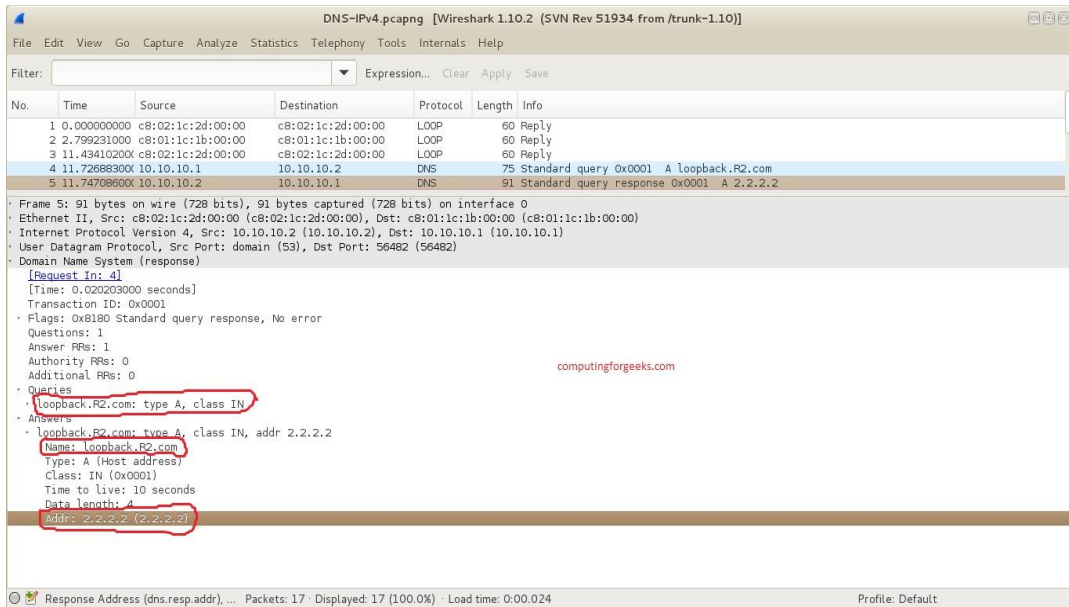 DNS-IPv4.pcapng [Wireshark 1.10.2 (SVN Rev 51934 from /trunk-1.10)]
File Edit View Go Capture Analyze Statistics Telephony Tools Internals Help
Filter: Expression... Clear Apply Save
No. Time Source Destination Protocol Length Info
1 0.000000000 c8:02:1c:2d:00:00 c8:02:1c:2d:00:00 LOOP 60 Reply
2 2.799231000 c8:01:1c:1b:00:00 c8:01:1c:1b:00:00 LOOP 60 Reply
3 11.43410200( c8:02:1c:2d:00:00 c8:02:1c:2d:00:00 LOOP 60 Reply
4 11.72688300( 10.10.10.1 10.10.10.2 DNS 75 Standard query 0x0001 A loopback.R2.com
5 11.74708600( 10.10.10.2 10.10.10.1 DNS 91 Standard query response 0x0001 A 2.2.2.2
Frame 5: 91 bytes on wire (728 bits), 91 bytes captured (728 bits) on interface 0
Ethernet II, Src: c8:02:1c:2d:00:00 (c8:02:1c:2d:00:00), Dst: c8:01:1c:1b:00:00 (c8:01:1c:1b:00:00)
Internet Protocol Version 4, Src: 10.10.10.2 (10.10.10.2), Dst: 10.10.10.1 (10.10.10.1)
User Datagram Protocol, Src Port: domain (53), Dst Port: 56482 (56482)
Domain Name System (response)
[Request In: 4]
[Time: 0.020203000 seconds]
Transaction ID: 0x0001
Flags: 0x8180 Standard query response, No error
Questions: 1
Answer RRs: 1
Authority RRs: 0
Additional RRs: 0
computingforgeeks.com
Queries
loopback.R2.com: type A, class IN
Answers
loopback.R2.com: type A, class IN, addr 2.2.2.2
Name: loopback.R2.com
Type: A (Host address)
Class: IN (0x0001)
Time to live: 10 seconds
Data length: 4
Addr: 2.2.2.2 (2.2.2.2)
Response Address (dns.resp.addr), ... Packets: 17 · Displayed: 17 (100.0%) · Load time: 0:00.024 Profile: Default